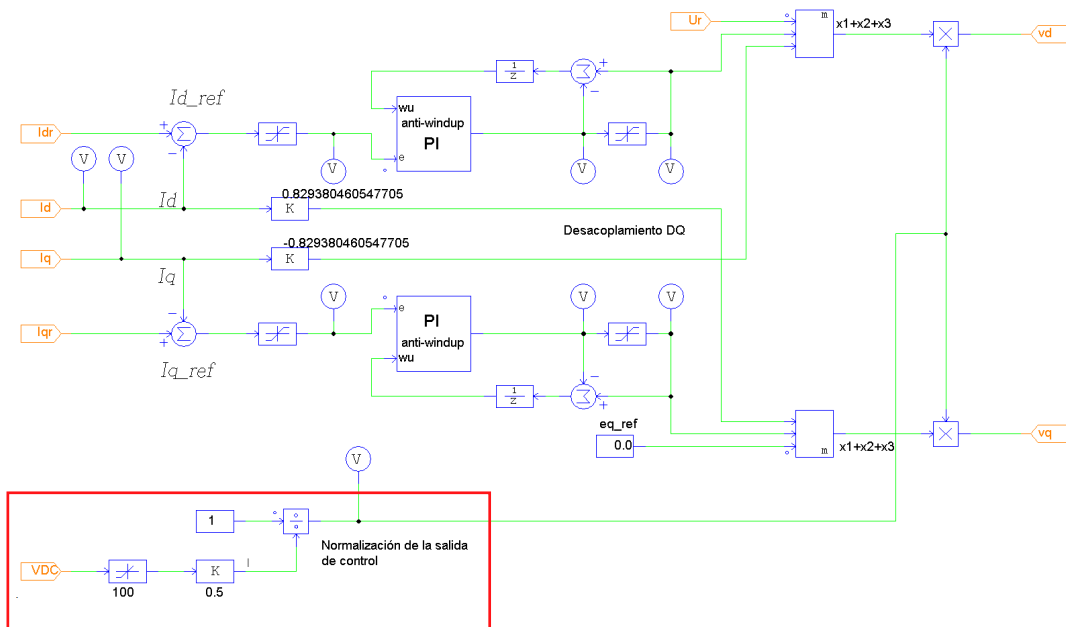 Ur
m
x1+x2+x3
vd
1
Z
Σ
+
−
Id_ref
wu
anti-windup
PI
e
Idr
+
Σ
−
V
V
V
V
V
Id
Id
0.829380460547705
K
Desacoplamiento DQ
-0.829380460547705
Iq
K
Iq
V
V
V
−
e
PI
anti-windup
wu
Iqr
Σ
+
Iq_ref
−
1
Z
Σ
+
eq_ref
0.0
m
x1+x2+x3
vq
V
1
÷
Normalización de la salida
de control
VDC
K
100
0.5